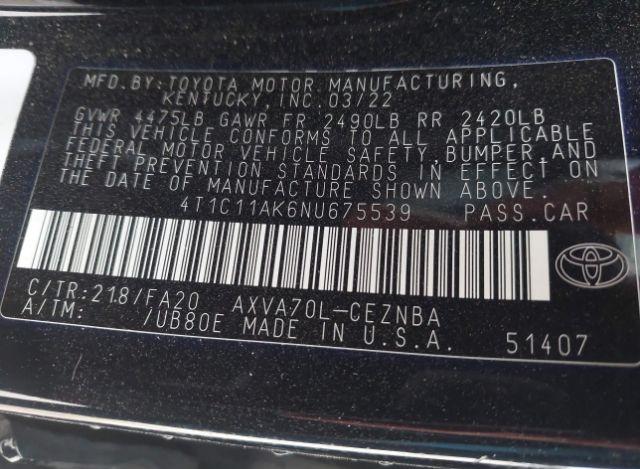 MFD. BY: TOYOTA MOTOR MANUFACTURING,
KENTUCKY, INC. 03/22
GVWR 4475LB GAWR FR 2490LB RR 2420LB
THIS VEHICLE CONFORMS TO ALL APPLICABLE
FEDERAL MOTOR VEHICLE SAFETY, BUMPER, AND
THEFT PREVENTION STANDARDS IN EFFECT ON
THE DATE OF MANUFACTURE SHOWN ABOVE.
4T1C11AK6NU675539 PASS.CAR
C/TR:218/FA20 AXVA70L-CEZNBA
A/TM: /UB80E MADE IN U.S.A. 51407